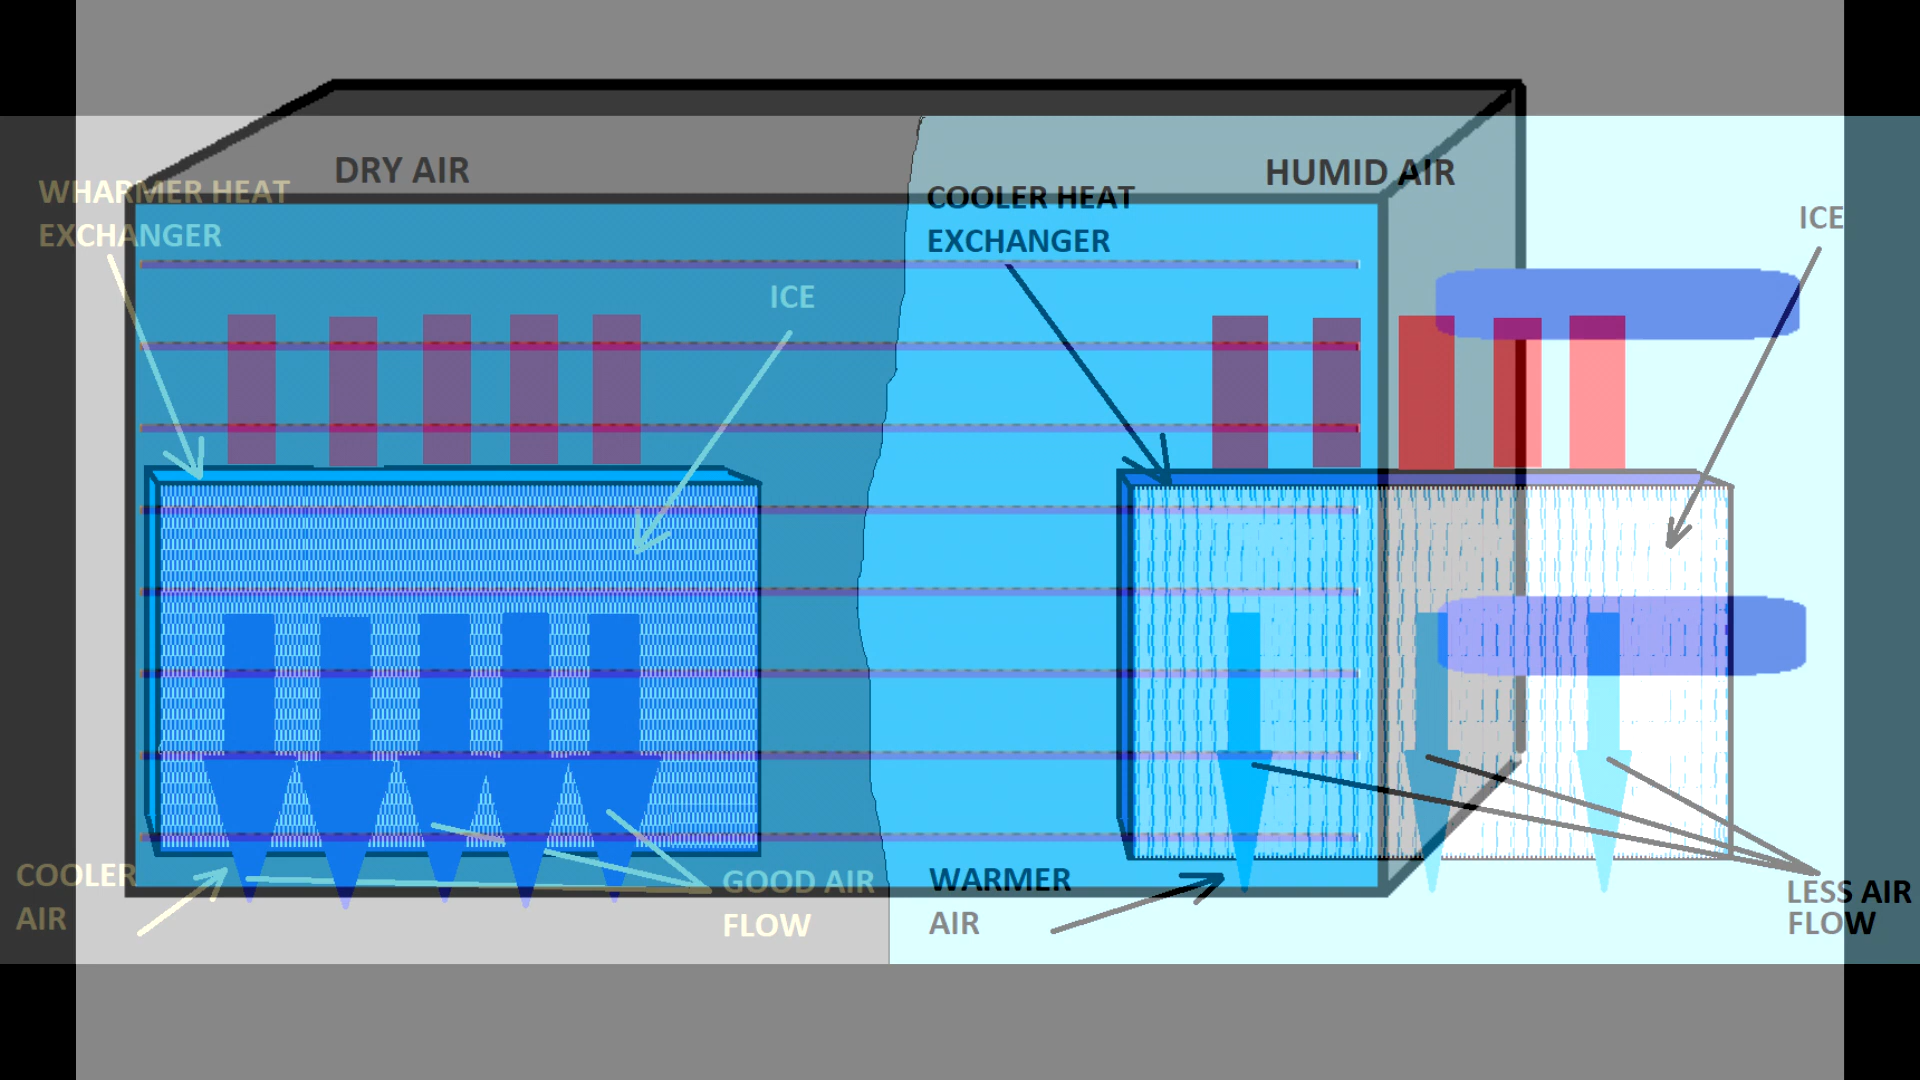 DRY AIR
HUMID AIR
WHARMER HEAT
EXCHANGER
COOLER HEAT
EXCHANGER
ICE
ICE
COOLER
AIR
GOOD AIR
FLOW
WARMER
AIR
LESS AIR
FLOW